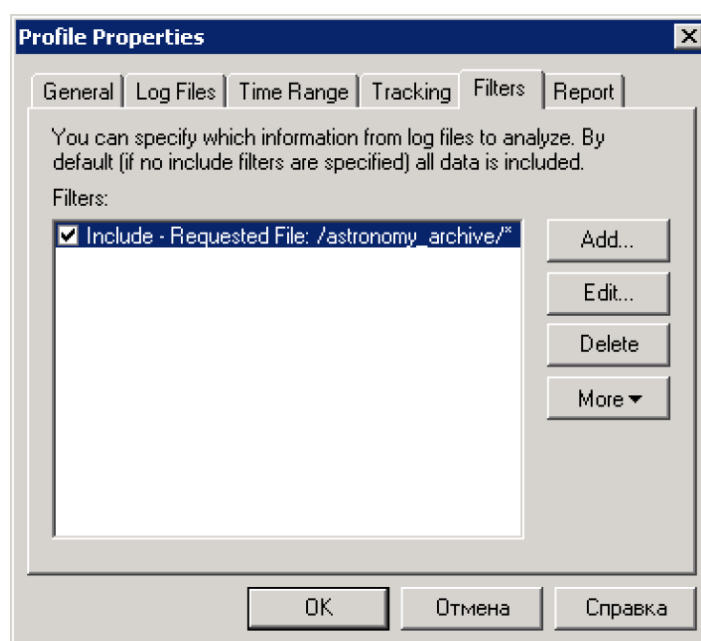 Profile Properties
General Log Files Time Range Tracking Filters Report
You can specify which information from log files to analyze. By
default (if no include filters are specified) all data is included.
Filters:
Include - Requested File: /astronomy_archive/*
Add...
Edit...
Delete
More
OK Отмена Справка